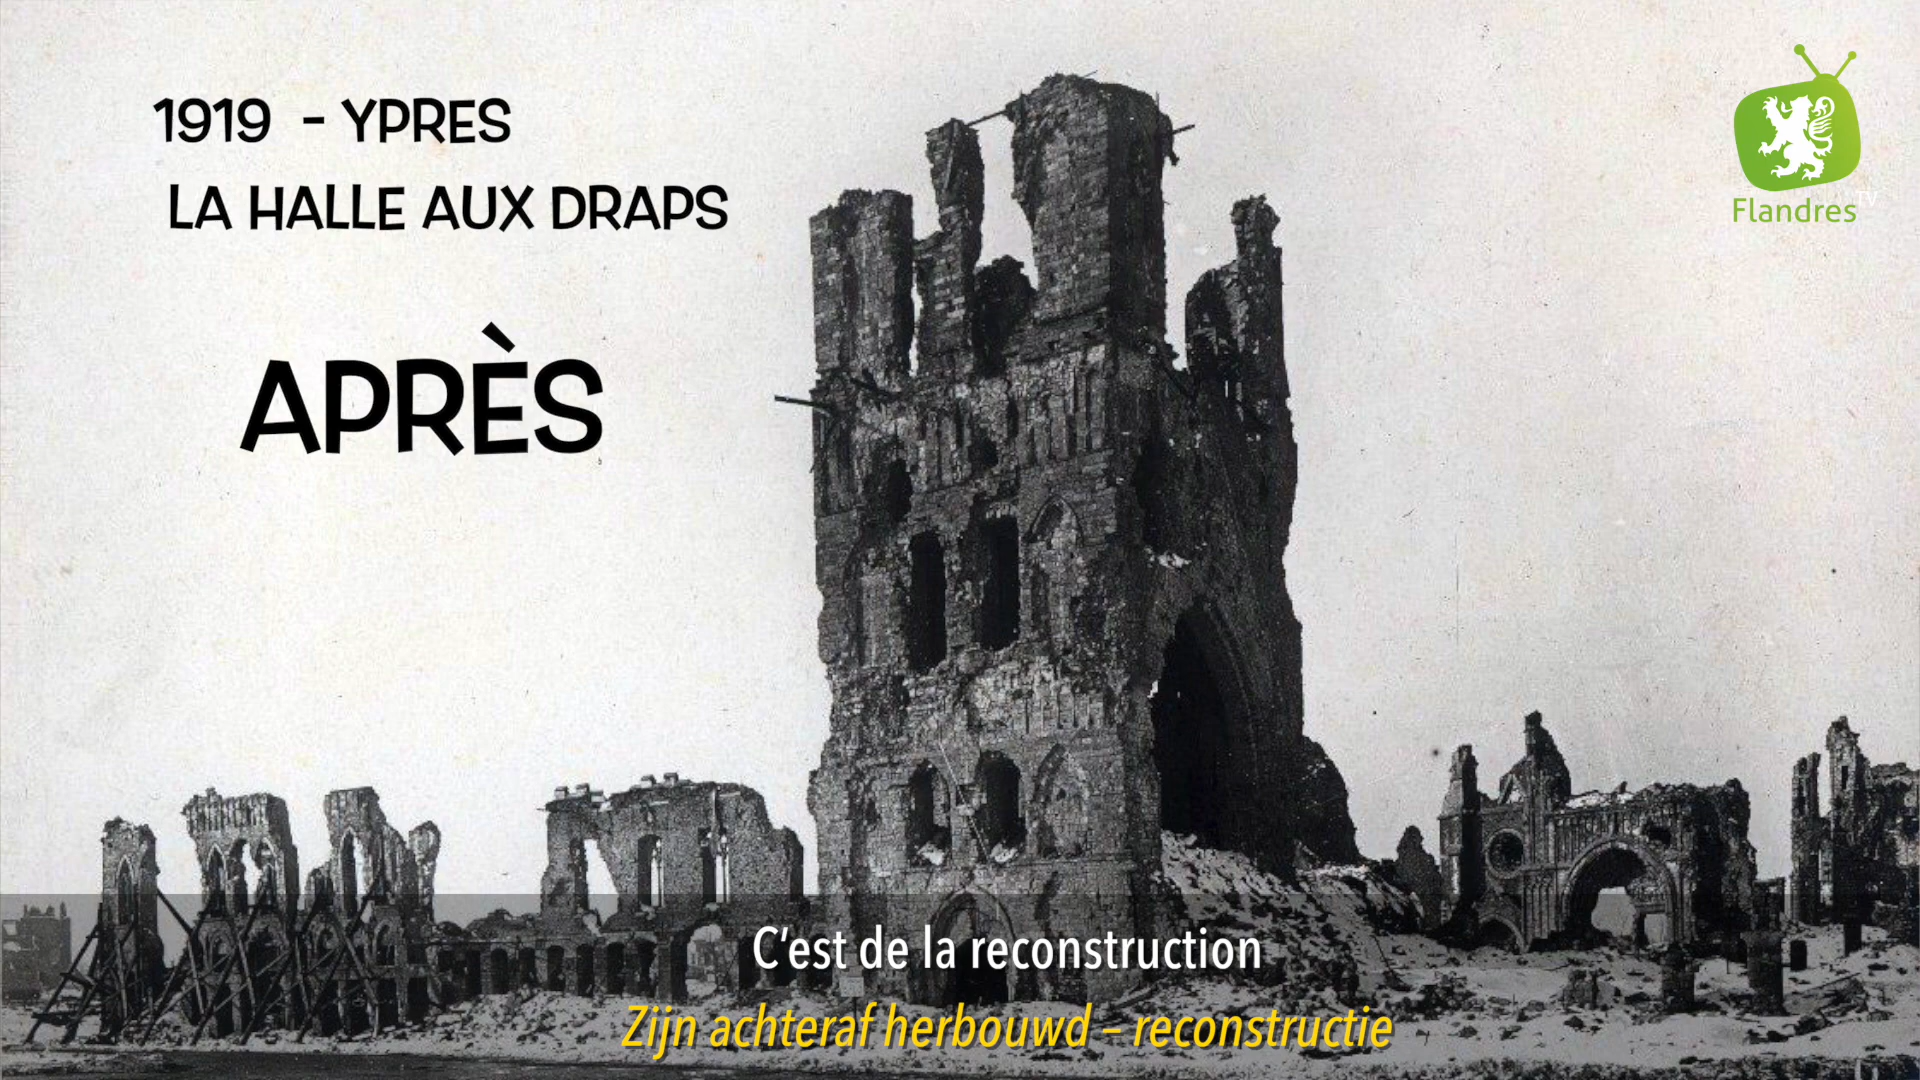 1919 - YPRES
LA HALLE AUX DRAPS
APRÈS
TV
Flandres
C'est de la reconstruction
Zijn achteraf herbouwd – reconstructie